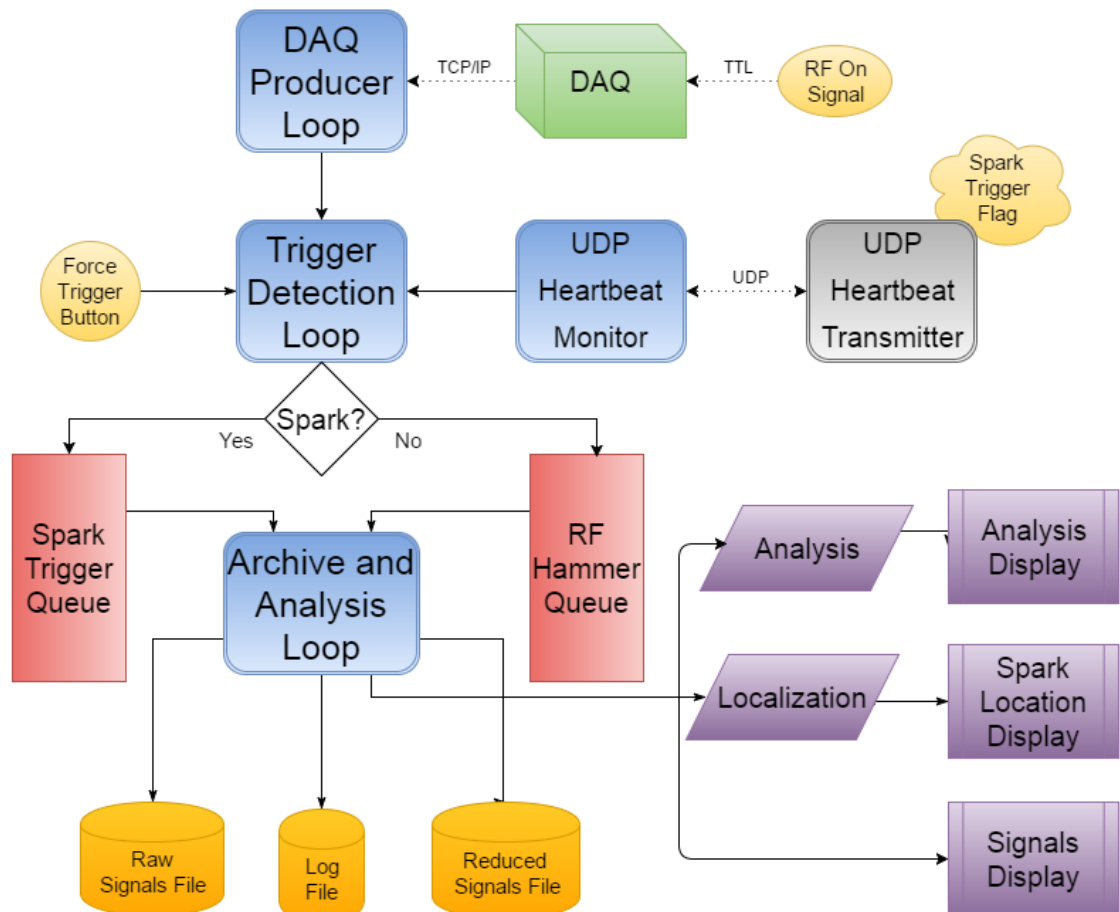 DAQ
Producer
Loop
TCP/IP
DAQ
TTL
RF On
Signal
Spark
Trigger
Flag
Force
Trigger
Button
Trigger
Detection
Loop
UDP
Heartbeat
Monitor
UDP
UDP
Heartbeat
Transmitter
Spark?
Yes
No
Spark
Trigger
Queue
Archive and
Analysis
Loop
RF
Hammer
Queue
Analysis
Analysis
Display
Localization
Spark
Location
Display
Raw
Signals File
Log
File
Reduced
Signals File
Signals
Display